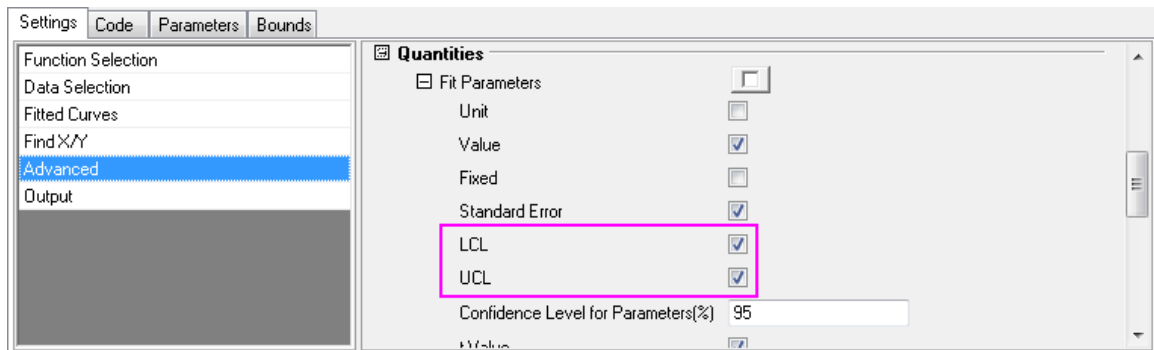 Settings Code Parameters Bounds
Function Selection
Data Selection
Fitted Curves
Find X/Y
Advanced
Output
Quantities
Fit Parameters
Unit
Value
Fixed
Standard Error
LCL
UCL
Confidence Level for Parameters(%) 95
t-Value